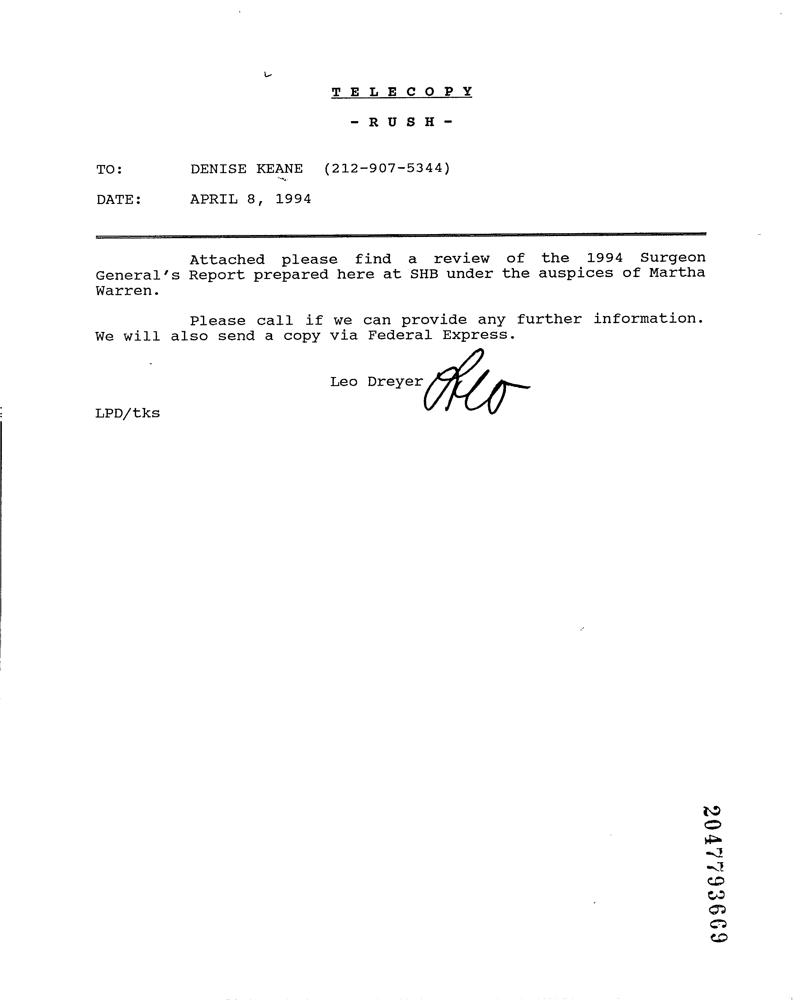 T E L E C O P Y
- R U S H -
TO: DENISE KEANE (212-907-5344)
DATE: APRIL 8, 1994
Attached please find a review of the 1994 Surgeon
General's Report prepared here at SHB under the auspices of Martha
Warren.
Please call if we can provide any further information.
We will also send a copy via Federal Express.
Leo Dreyer Leo
LPD/tks
2047793669